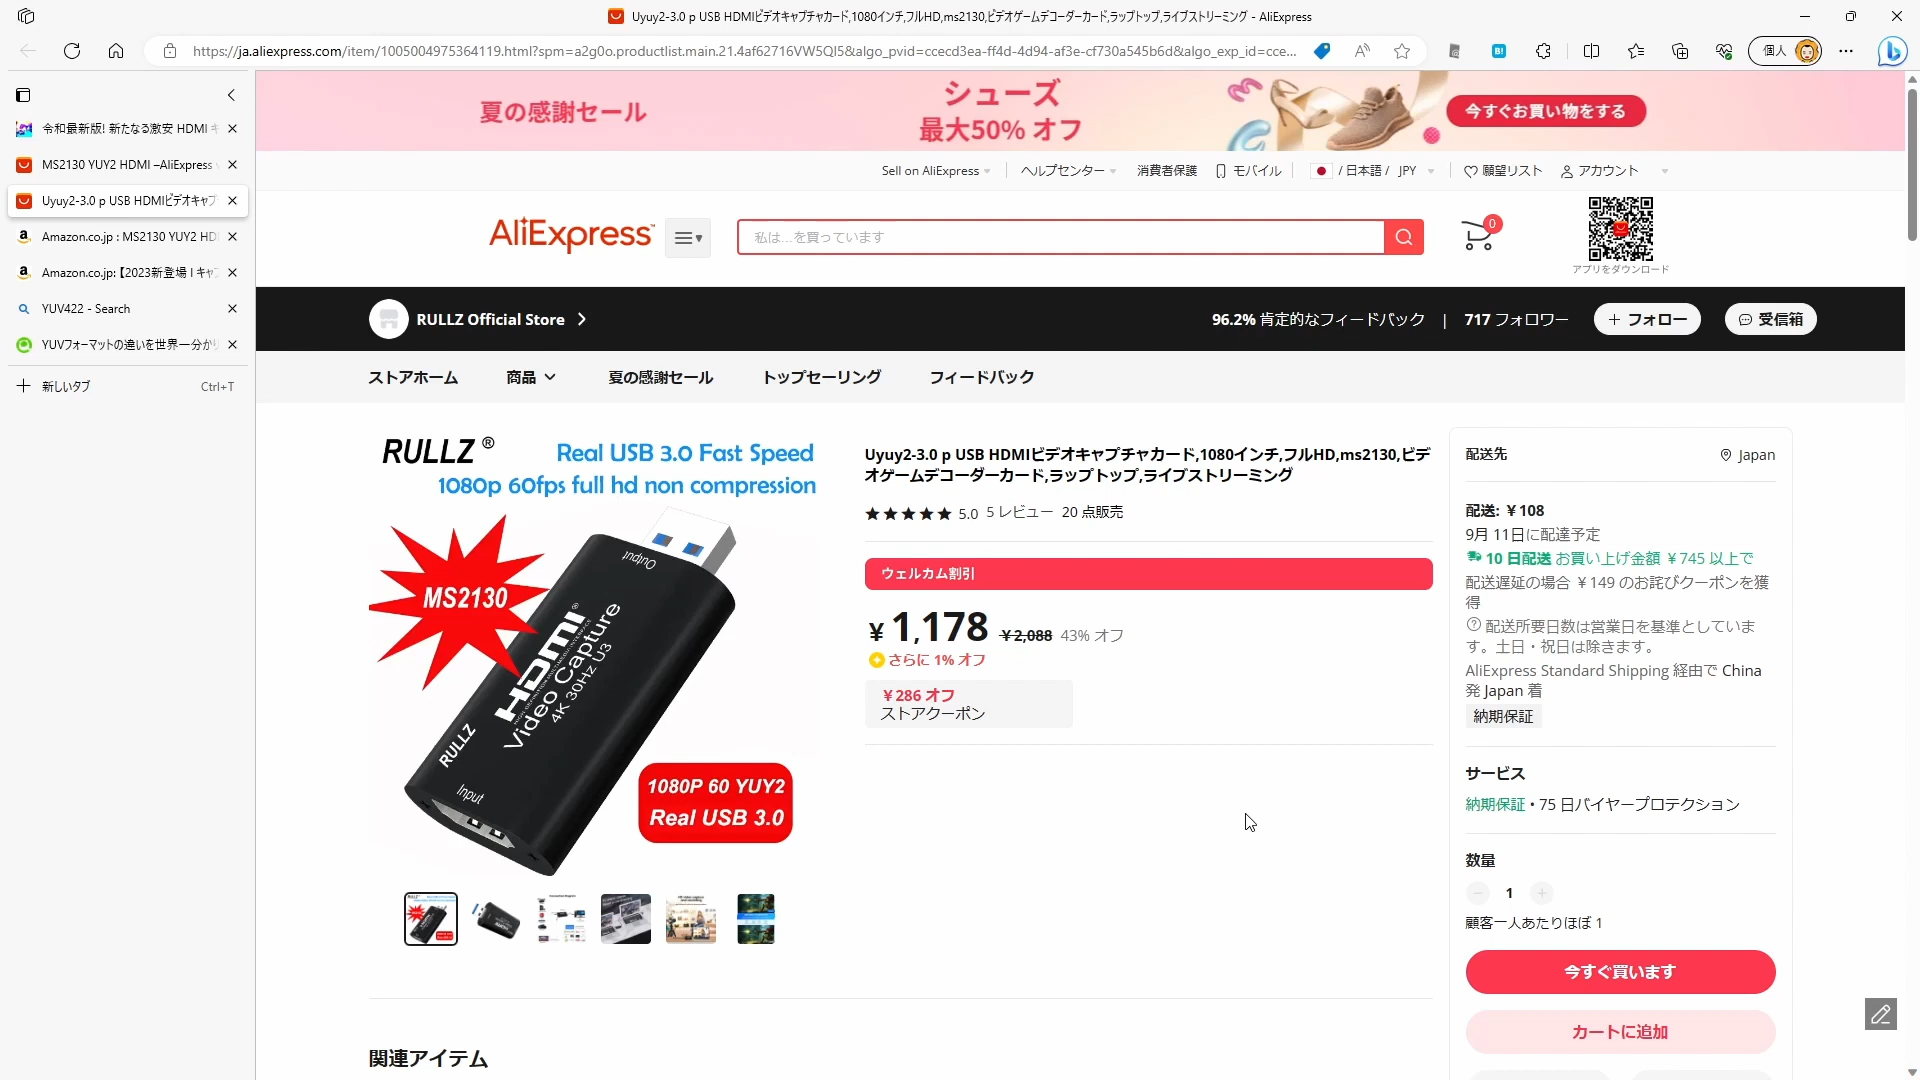 Uyuy2-3.0 p USB HDMIビデオキャプチャカード,1080インチ,フルHD,ms2130,ビデオゲームデコーダーカード,ラップトップ,ライブストリーミング - AliExpress
https://ja.aliexpress.com/item/1005004975364119.html?spm=a2g0o.productlist.main.21.4af62716VW5Ql5&algo_pvid=ccecd3ea-ff4d-4d94-af3e-cf730a545b6d&algo_exp_id=cce...
個人
令和最新版! 新たなる激安 HDMI キ
MS2130 YUY2 HDMI –AliExpress
Uyuy2-3.0 p USB HDMIビデオキャプ
Amazon.co.jp : MS2130 YUY2 HD
Amazon.co.jp: 【2023新登場 I キャプ
YUV422 - Search
YUVフォーマットの違いを世界一分かり
新しいタブ Ctrl+T
夏の感謝セール
シューズ
最大50% オフ
今すぐお買い物をする
Sell on AliExpress ヘルプセンター 消費者保護 モバイル / 日本語 / JPY 願望リスト アカウント
AliExpress
私は...を買っています
0
アプリをダウンロード
RULLZ Official Store
96.2% 肯定的なフィードバック | 717 フォロワー
+ フォロー
受信箱
ストアホーム 商品 夏の感謝セール トップセーリング フィードバック
RULLZ ®
Real USB 3.0 Fast Speed
1080p 60fps full hd non compression
MS2130
Output
HDMI®
Video Capture
4K 30Hz U3
RULLZ
Input
1080P 60 YUY2
Real USB 3.0
Uyuy2-3.0 p USB HDMIビデオキャプチャカード,1080インチ,フルHD,ms2130,ビデ
オゲームデコーダーカード,ラップトップ,ライブストリーミング
★★★★★ 5.0 5 レビュー 20 点販売
ウェルカム割引
¥ 1,178 ¥2,088 43% オフ
さらに 1% オフ
¥286 オフ
ストアクーポン
配送先 Japan
配送: ¥108
9月 11日に配達予定
10 日配送 お買い上げ金額 ¥745 以上で
配送遅延の場合 ¥149 のお詫びクーポンを獲
得
配送所要日数は営業日を基準としていま
す。土日・祝日は除きます。
AliExpress Standard Shipping 経由で China
発 Japan 着
納期保証
サービス
納期保証 • 75 日バイヤープロテクション
数量
1
顧客一人あたりほぼ 1
今すぐ買います
カートに追加
関連アイテム